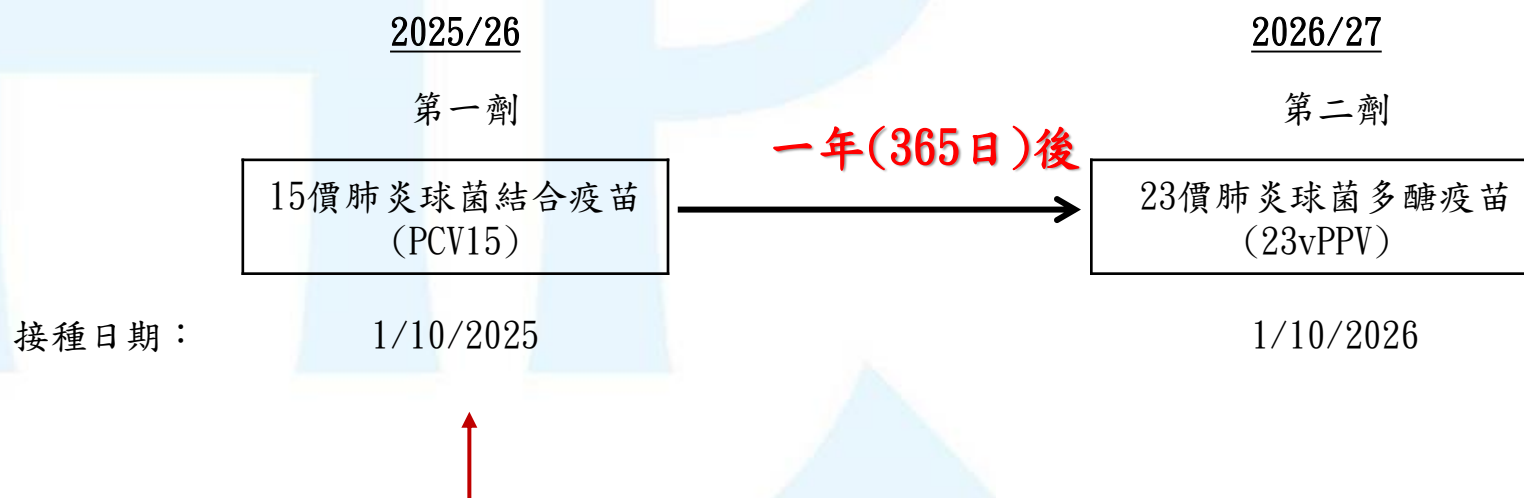 2025/26
2026/27
第一劑
第二劑
一年(365日)後
15價肺炎球菌結合疫苗
(PCV15)
23價肺炎球菌多醣疫苗
(23vPPV)
接種日期：
1/10/2025
1/10/2026